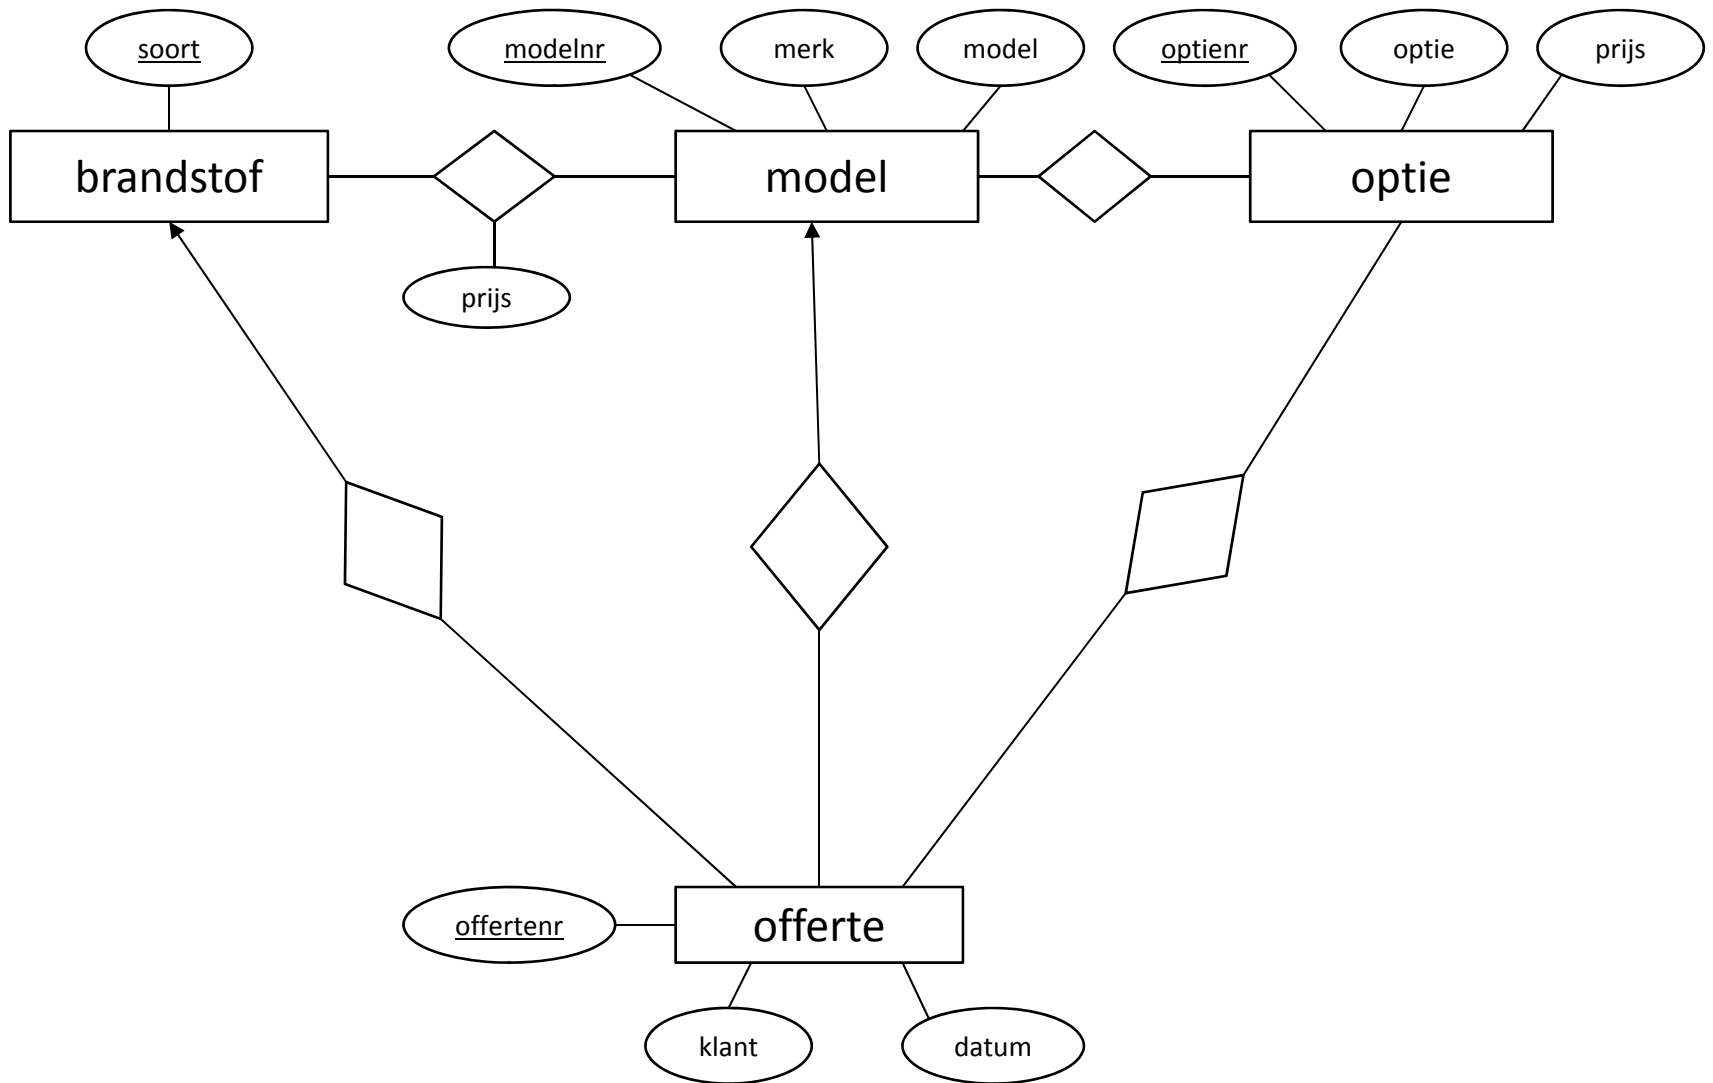 soort
modelnr
merk
model
optienr
optie
prijs
brandstof
model
optie
prijs
offertenr
offerte
klant
datum